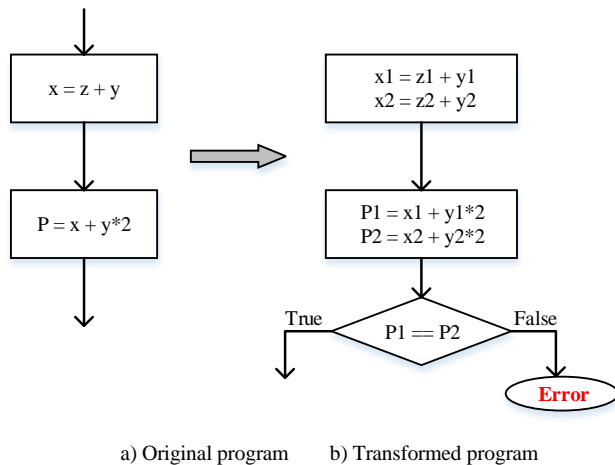 x = z + y
P = x + y*2
x1 = z1 + y1
x2 = z2 + y2
P1 = x1 + y1*2
P2 = x2 + y2*2
True
False
P1 == P2
Error
a) Original program
b) Transformed program